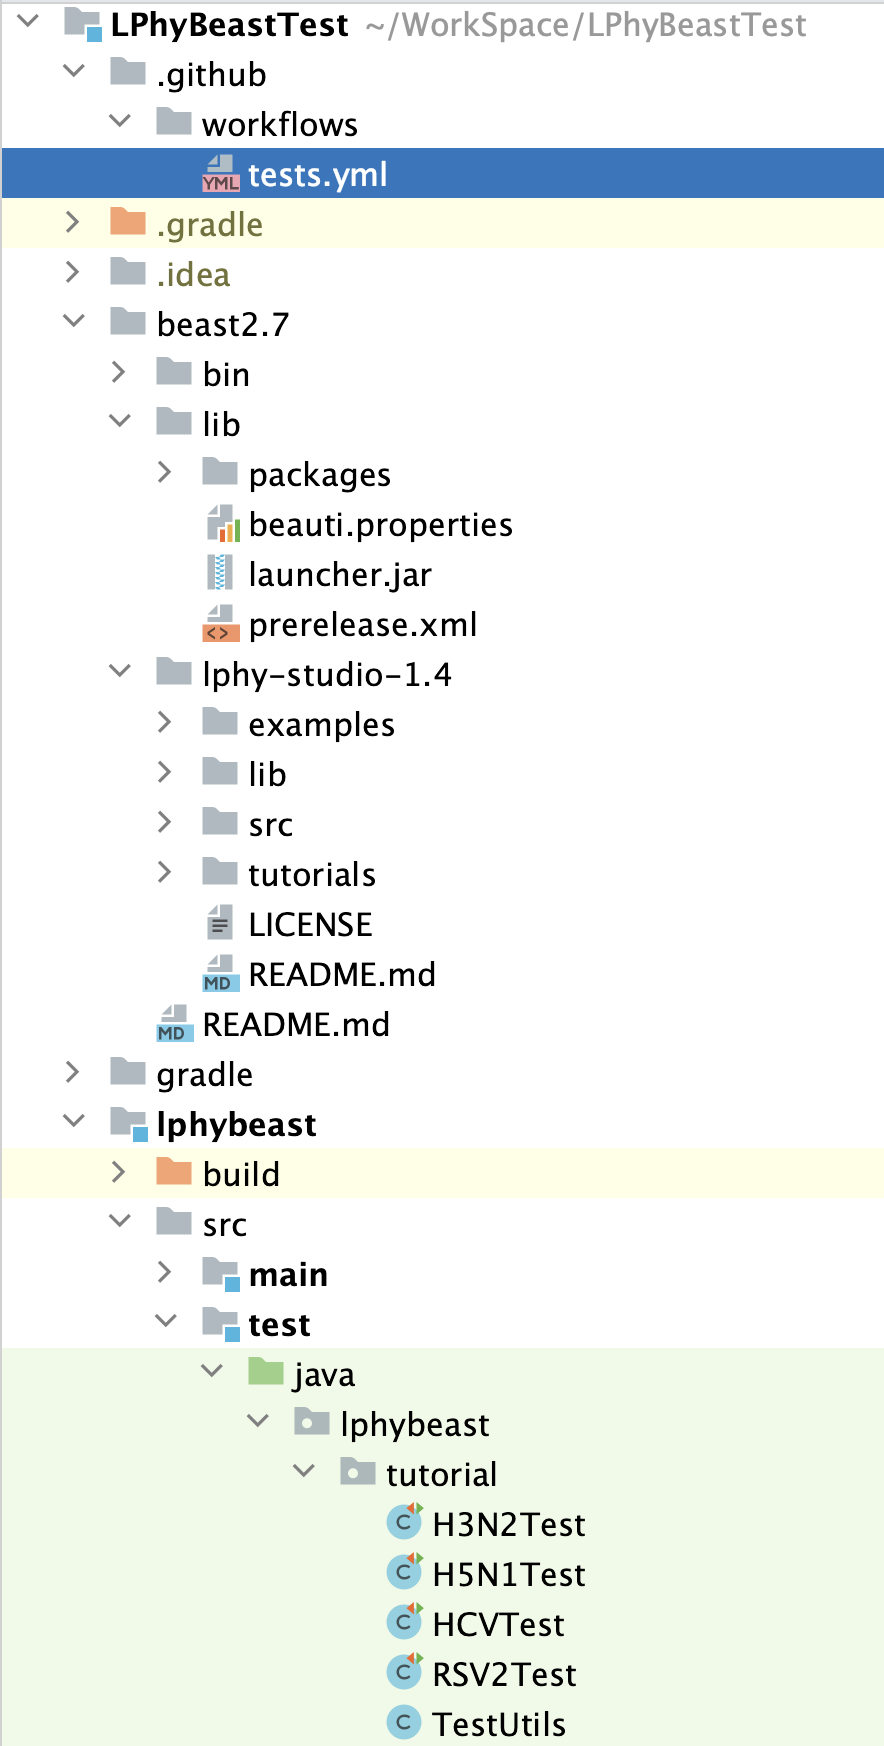 LPhyBeastTest ~/WorkSpace/LPhyBeastTest
.github
workflows
YML tests.yml
.gradle
.idea
beast2.7
bin
lib
packages
beauti.properties
launcher.jar
<> prerelease.xml
lphy-studio-1.4
examples
lib
src
tutorials
LICENSE
MD README.md
MD README.md
gradle
lphybeast
build
src
main
test
java
lphybeast
tutorial
C H3N2Test
C H5N1Test
C HCVTest
C RSV2Test
C TestUtils